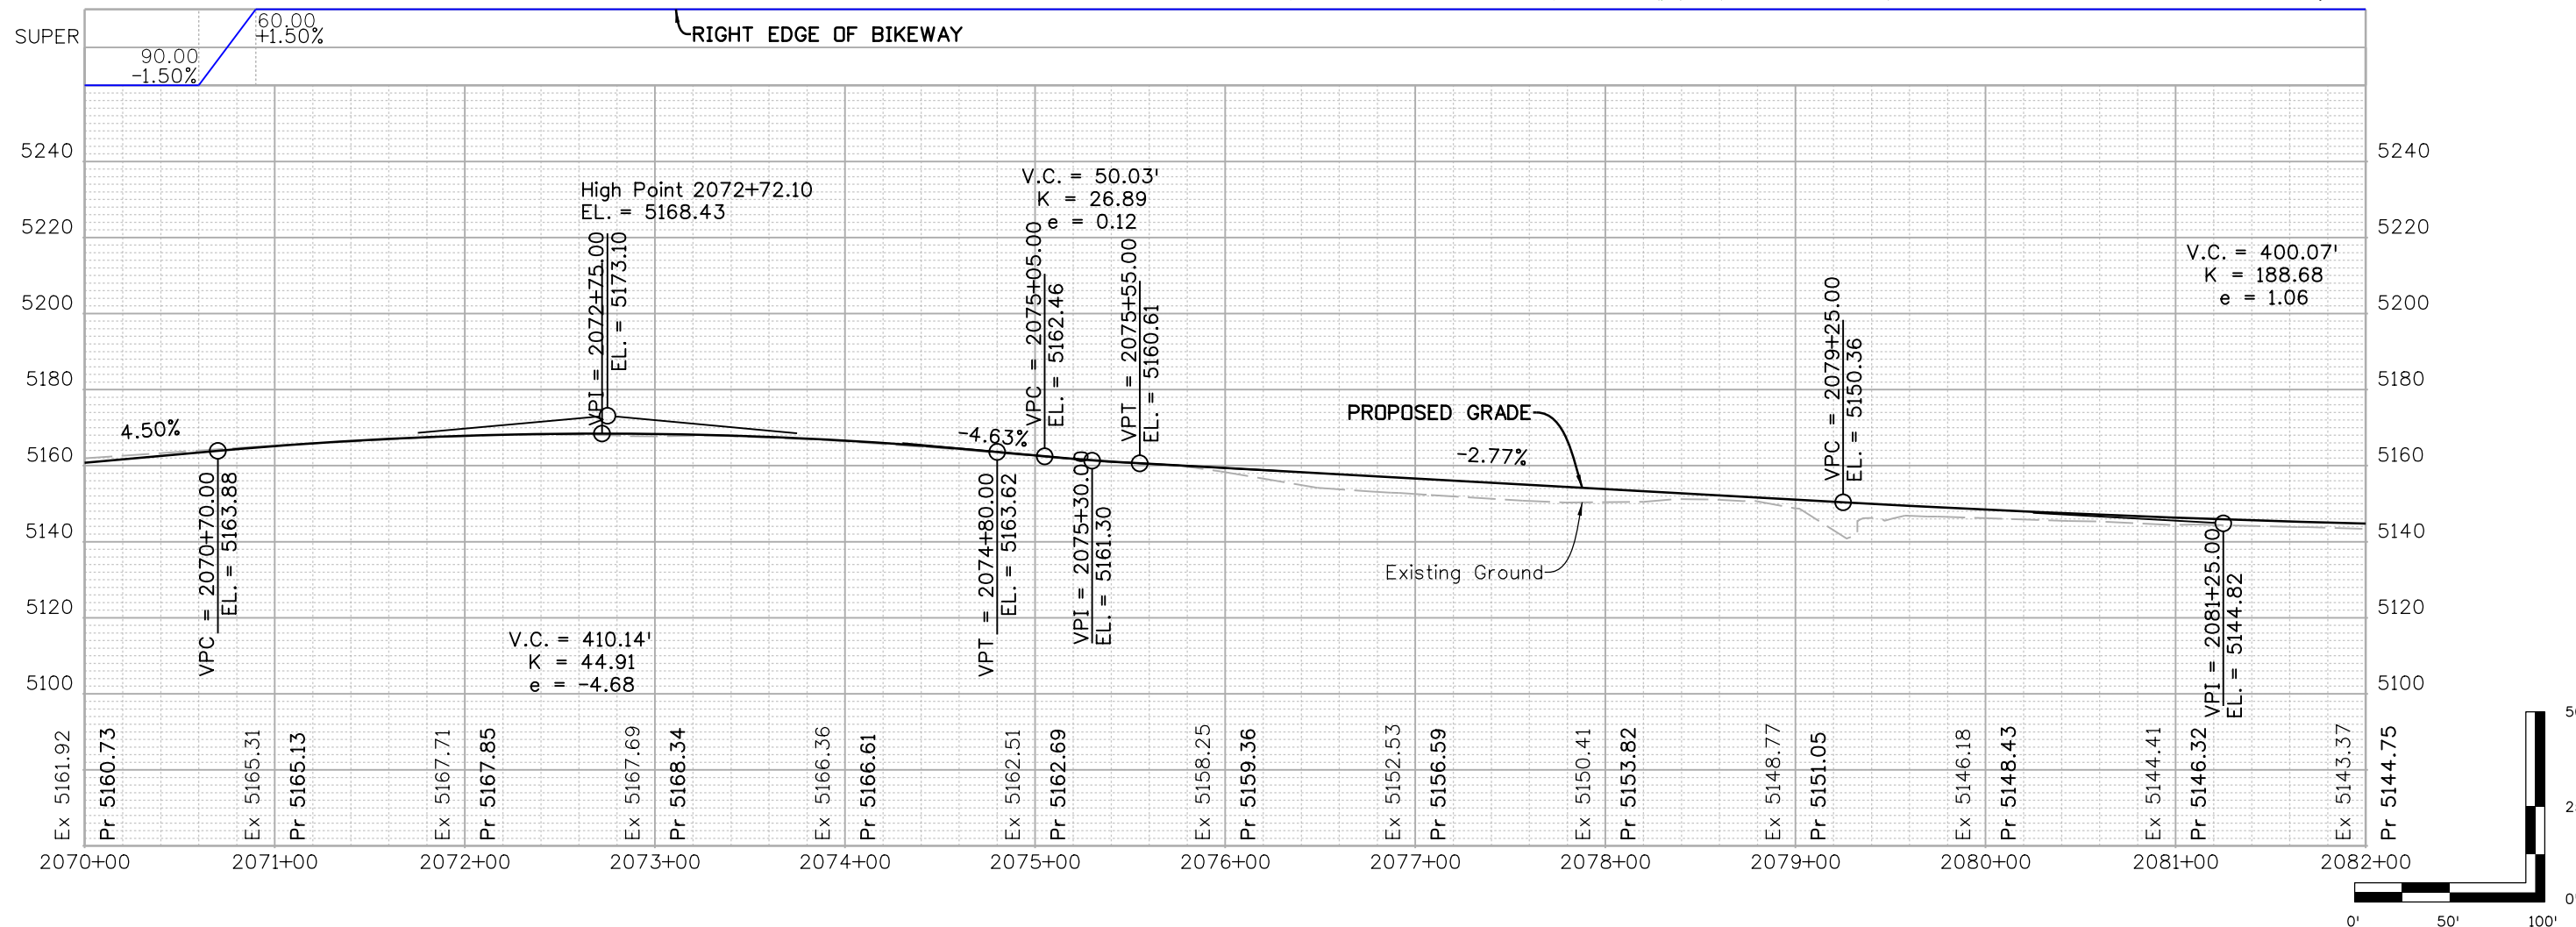 SUPER
60.00
+1.50%
90.00
-1.50%
RIGHT EDGE OF BIKEWAY
5240
5220
5200
5180
5160
5140
5120
5100
5240
5220
5200
5180
5160
5140
5120
5100
4.50%
VPC = 2070+70.00
EL. = 5163.88
High Point 2072+72.10
EL. = 5168.43
VPI = 2072+75.00
EL. = 5173.10
V.C. = 410.14'
K = 44.91
e = -4.68
-4.63%
VPT = 2074+80.00
EL. = 5163.62
V.C. = 50.03'
K = 26.89
e = 0.12
VPC = 2075+05.00
EL. = 5162.46
VPI = 2075+30.00
EL. = 5161.30
VPT = 2075+55.00
EL. = 5160.61
PROPOSED GRADE
-2.77%
Existing Ground
VPC = 2079+25.00
EL. = 5150.36
V.C. = 400.07'
K = 188.68
e = 1.06
VPI = 2081+25.00
EL. = 5144.82
Ex 5161.92
Pr 5160.73
Ex 5165.31
Pr 5165.13
Ex 5167.71
Pr 5167.85
Ex 5167.69
Pr 5168.34
Ex 5166.36
Pr 5166.61
Ex 5162.51
Pr 5162.69
Ex 5158.25
Pr 5159.36
Ex 5152.53
Pr 5156.59
Ex 5150.41
Pr 5153.82
Ex 5148.77
Pr 5151.05
Ex 5146.18
Pr 5148.43
Ex 5144.41
Pr 5146.32
Ex 5143.37
Pr 5144.75
2070+00
2071+00
2072+00
2073+00
2074+00
2075+00
2076+00
2077+00
2078+00
2079+00
2080+00
2081+00
2082+00
0'
50'
100'